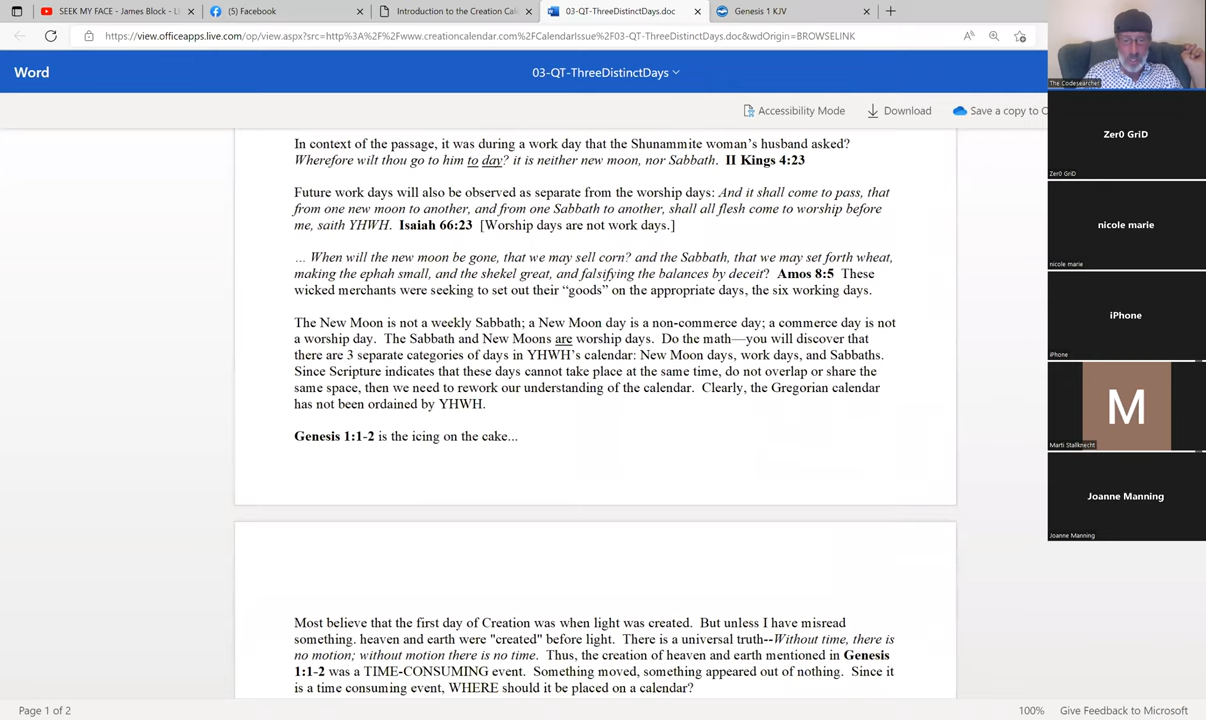 SEEK MY FACE - James Block - LI
(5) Facebook
Introduction to the Creation Cale
03-QT-ThreeDistinctDays.doc
Genesis 1 KJV
https://view.officeapps.live.com/op/view.aspx?src=http%3A%2F%2Fwww.creationcalendar.com%2FCalendarIssue%2F03-QT-ThreeDistinctDays.doc&wdOrigin=BROWSELINK
Word
03-QT-ThreeDistinctDays
Accessibility Mode
Download
Save a copy to O
In context of the passage, it was during a work day that the Shunammite woman's husband asked?
Wherefore wilt thou go to him to day? it is neither new moon, nor Sabbath. II Kings 4:23
Future work days will also be observed as separate from the worship days: And it shall come to pass, that
from one new moon to another, and from one Sabbath to another, shall all flesh come to worship before
me, saith YHWH. Isaiah 66:23 [Worship days are not work days.]
... When will the new moon be gone, that we may sell corn? and the Sabbath, that we may set forth wheat,
making the ephah small, and the shekel great, and falsifying the balances by deceit? Amos 8:5 These
wicked merchants were seeking to set out their “goods” on the appropriate days, the six working days.
The New Moon is not a weekly Sabbath; a New Moon day is a non-commerce day; a commerce day is not
a worship day. The Sabbath and New Moons are worship days. Do the math—you will discover that
there are 3 separate categories of days in YHWH's calendar: New Moon days, work days, and Sabbaths.
Since Scripture indicates that these days cannot take place at the same time, do not overlap or share the
same space, then we need to rework our understanding of the calendar. Clearly, the Gregorian calendar
has not been ordained by YHWH.
Genesis 1:1-2 is the icing on the cake...
Most believe that the first day of Creation was when light was created. But unless I have misread
something. heaven and earth were "created" before light. There is a universal truth--Without time, there is
no motion; without motion there is no time. Thus, the creation of heaven and earth mentioned in Genesis
1:1-2 was a TIME-CONSUMING event. Something moved, something appeared out of nothing. Since it
is a time consuming event, WHERE should it be placed on a calendar?
Page 1 of 2
100%
Give Feedback to Microsoft
The Codesearcher
Zer0 GriD
Zer0 GriD
nicole marie
nicole marie
iPhone
iPhone
M
Marti Stallknecht
Joanne Manning
Joanne Manning